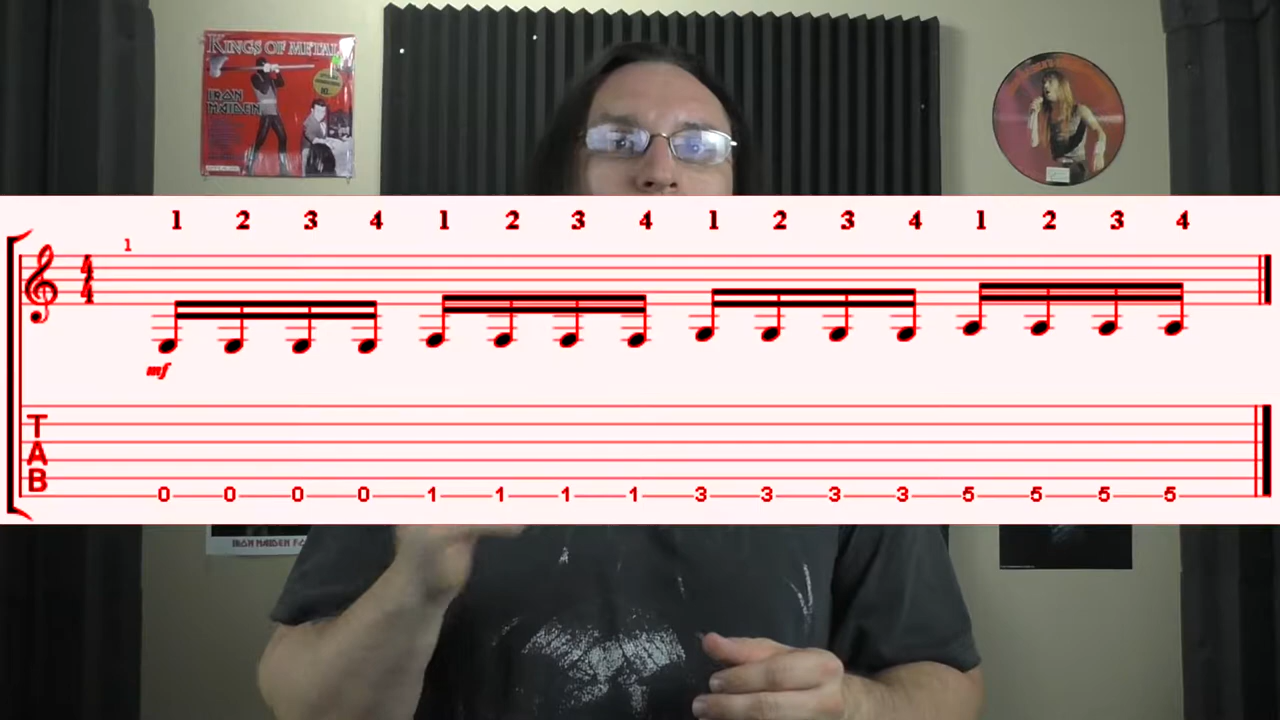 KINGS OF METAL
IRON
MAIDEN
1 2 3 4 1 2 3 4 1 2 3 4 1 2 3 4
1
4
4
mf
T
A
B
0 0 0 0 1 1 1 1 3 3 3 3 5 5 5 5
IRON MAIDEN